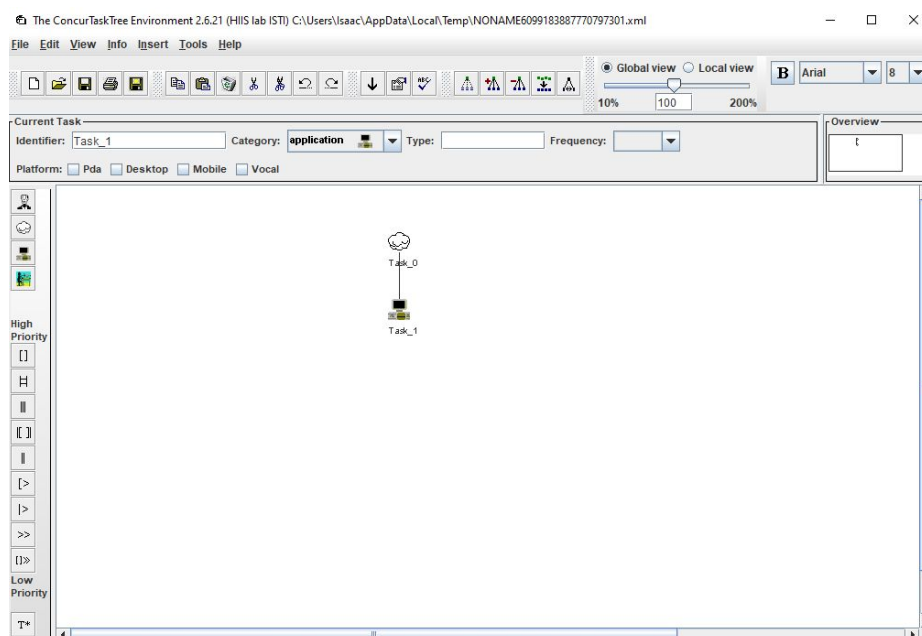 The ConcurTaskTree Environment 2.6.21 (HIIS lab ISTI) C:\Users\Isaac\AppData\Local\Temp\NONAME6099183887770797301.xml
File Edit View Info Insert Tools Help
Global view Local view
B Arial 8
10% 100 200%
Current Task
Overview
Identifier: Task_1 Category: application Type: Frequency:
Platform: Pda Desktop Mobile Vocal
Task_0
Task_1
High
Priority
[]
|=|
|||
|[]|
||
[>
|>
>>
[]>>
Low
Priority
T*